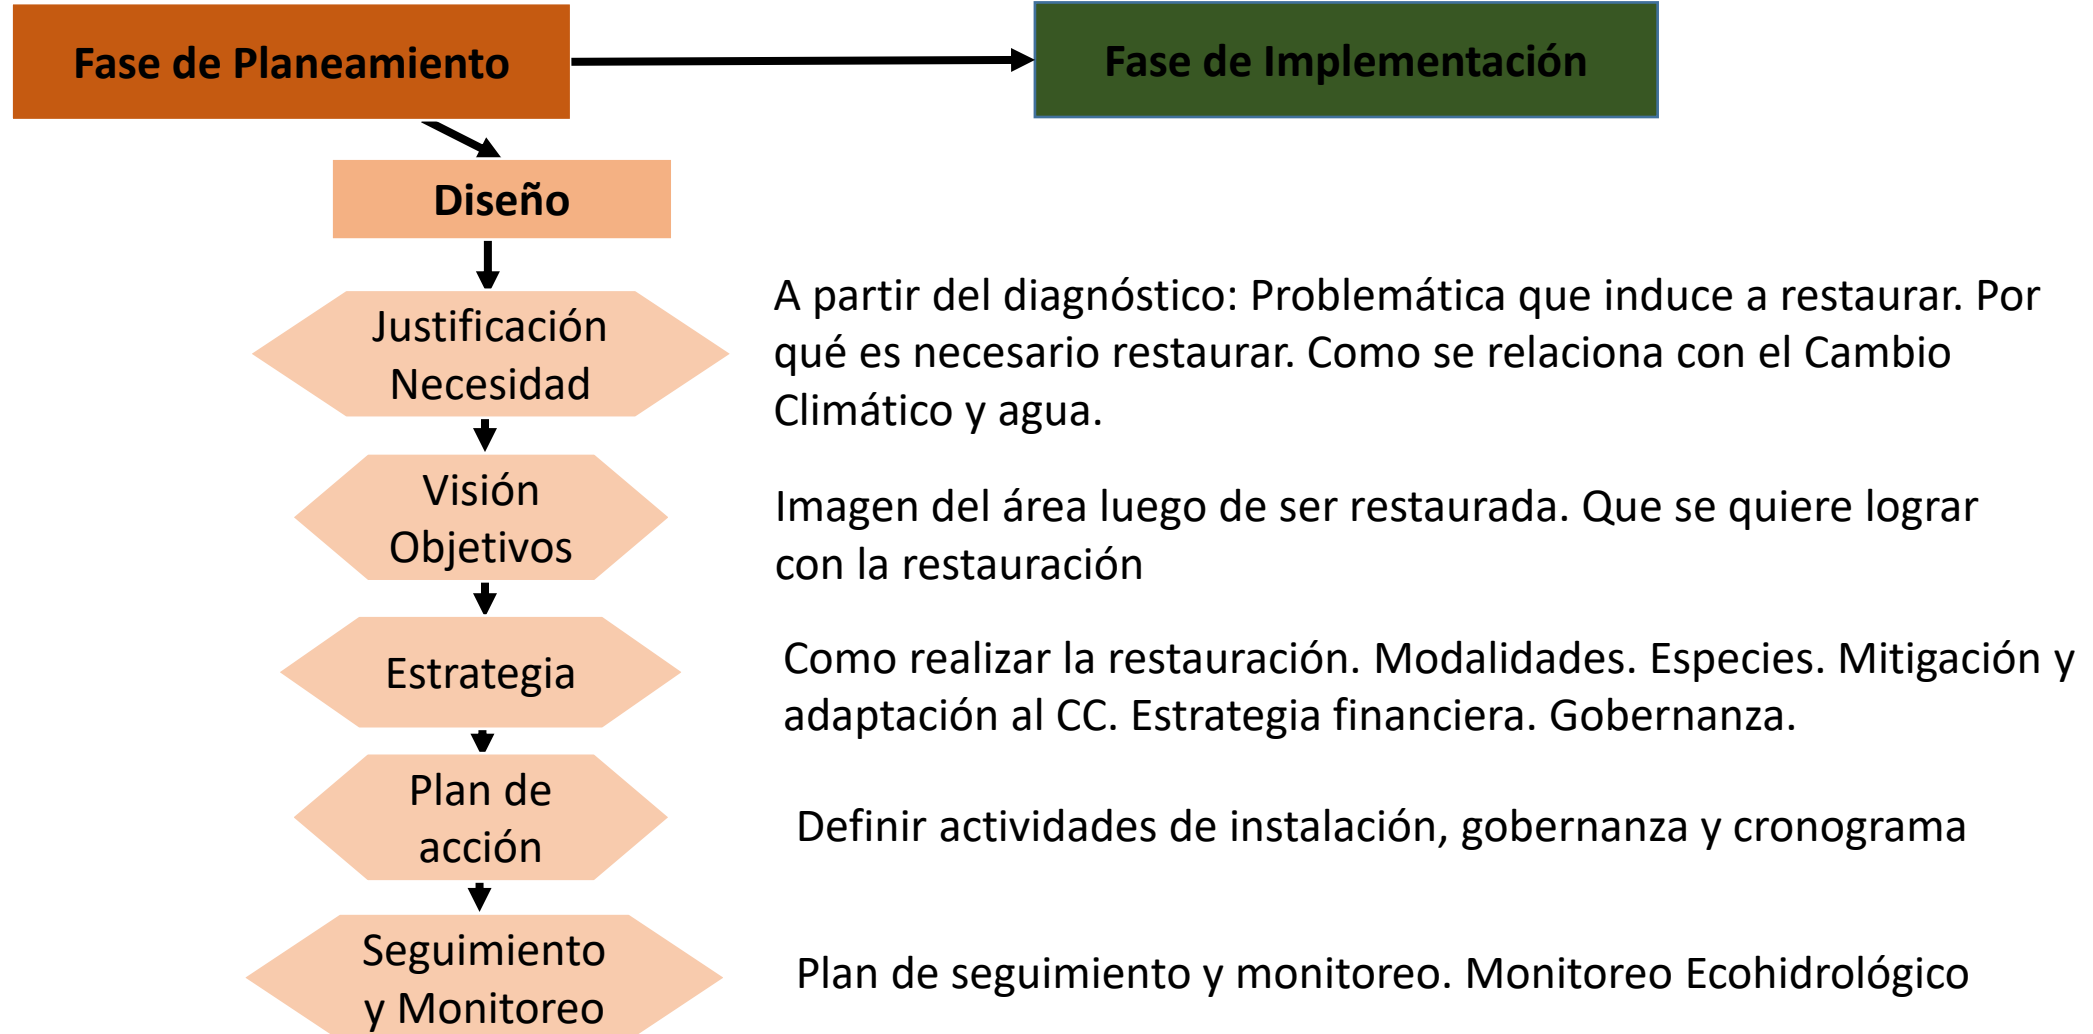 Fase de Planeamiento
Fase de Implementación
Diseño
Justificación
Necesidad
A partir del diagnóstico: Problemática que induce a restaurar. Por
qué es necesario restaurar. Como se relaciona con el Cambio
Climático y agua.
Visión
Objetivos
Imagen del área luego de ser restaurada. Que se quiere lograr
con la restauración
Estrategia
Como realizar la restauración. Modalidades. Especies. Mitigación y
adaptación al CC. Estrategia financiera. Gobernanza.
Plan de
acción
Definir actividades de instalación, gobernanza y cronograma
Seguimiento
y Monitoreo
Plan de seguimiento y monitoreo. Monitoreo Ecohidrológico